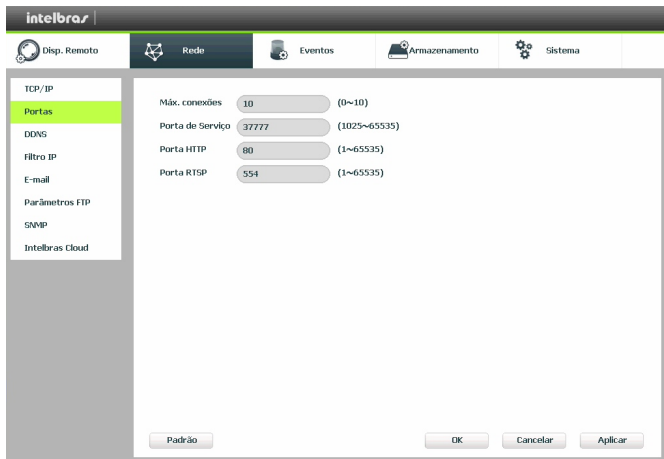 intelbras
Disp. Remoto Rede Eventos Armazenamento Sistema
TCP/IP
Portas
DDNS
Filtro IP
E-mail
Parâmetros FTP
SNMP
Intelbras Cloud
Máx. conexões 10 (0~10)
Porta de Serviço 37777 (1025~65535)
Porta HTTP 80 (1~65535)
Porta RTSP 554 (1~65535)
Padrão OK Cancelar Aplicar